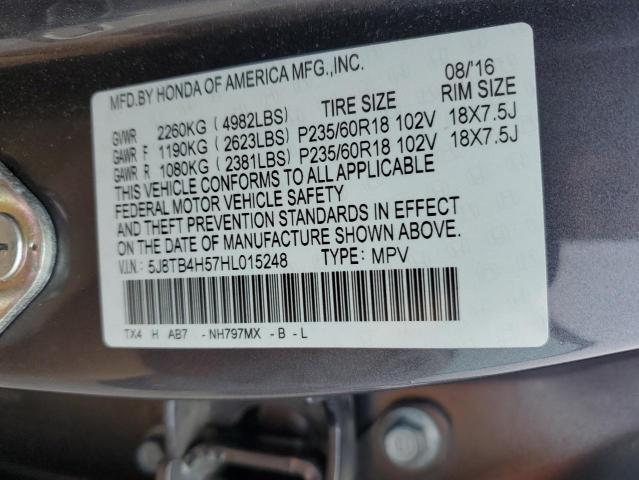 MFD.BY HONDA OF AMERICA MFG.,INC. 08/'16
TIRE SIZE RIM SIZE
GVWR 2260KG (4982LBS)
GAWR F 1190KG (2623LBS) P235/60R18 102V 18X7.5J
GAWR R 1080KG (2381LBS) P235/60R18 102V 18X7.5J
THIS VEHICLE CONFORMS TO ALL APPLICABLE
FEDERAL MOTOR VEHICLE SAFETY
AND THEFT PREVENTION STANDARDS IN EFFECT
ON THE DATE OF MANUFACTURE SHOWN ABOVE.
V.I.N.: 5J8TB4H57HL015248 TYPE: MPV
TX4 H AB7 -NH797MX -B -L